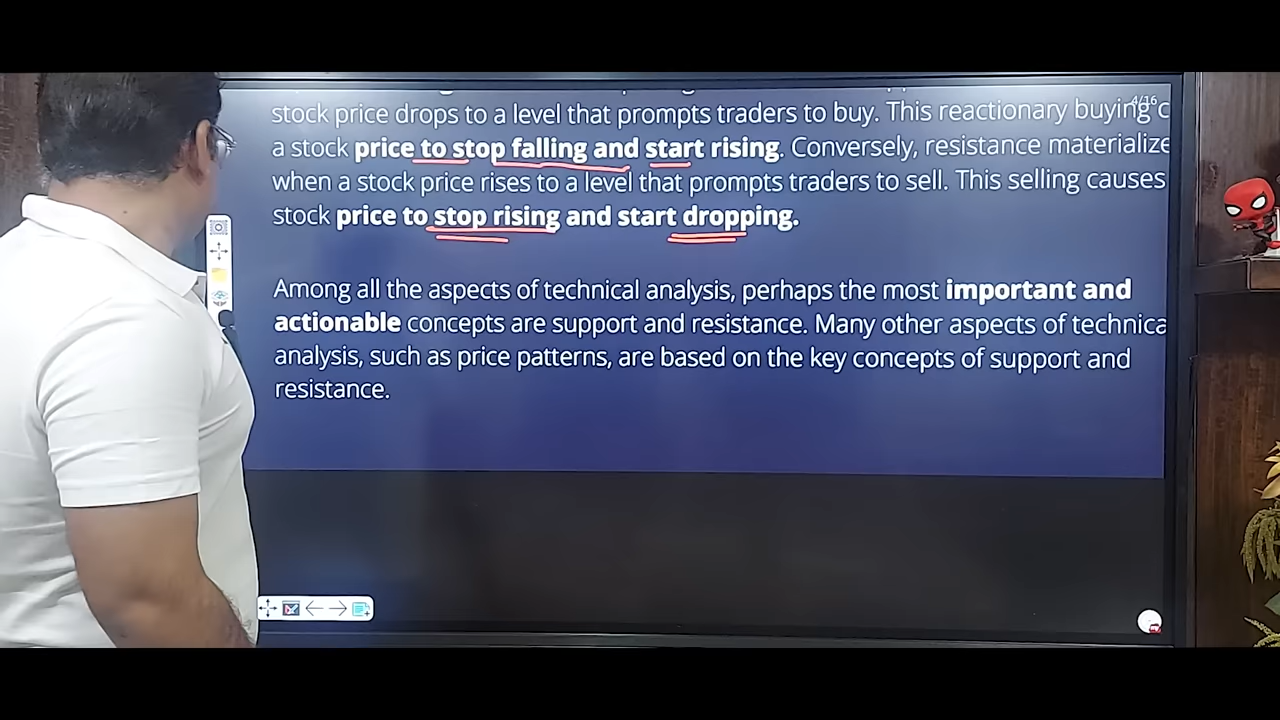 4/16
stock price drops to a level that prompts traders to buy. This reactionary buying c
a stock price to stop falling and start rising. Conversely, resistance materialize
when a stock price rises to a level that prompts traders to sell. This selling causes
stock price to stop rising and start dropping.
Among all the aspects of technical analysis, perhaps the most important and
actionable concepts are support and resistance. Many other aspects of technica
analysis, such as price patterns, are based on the key concepts of support and
resistance.